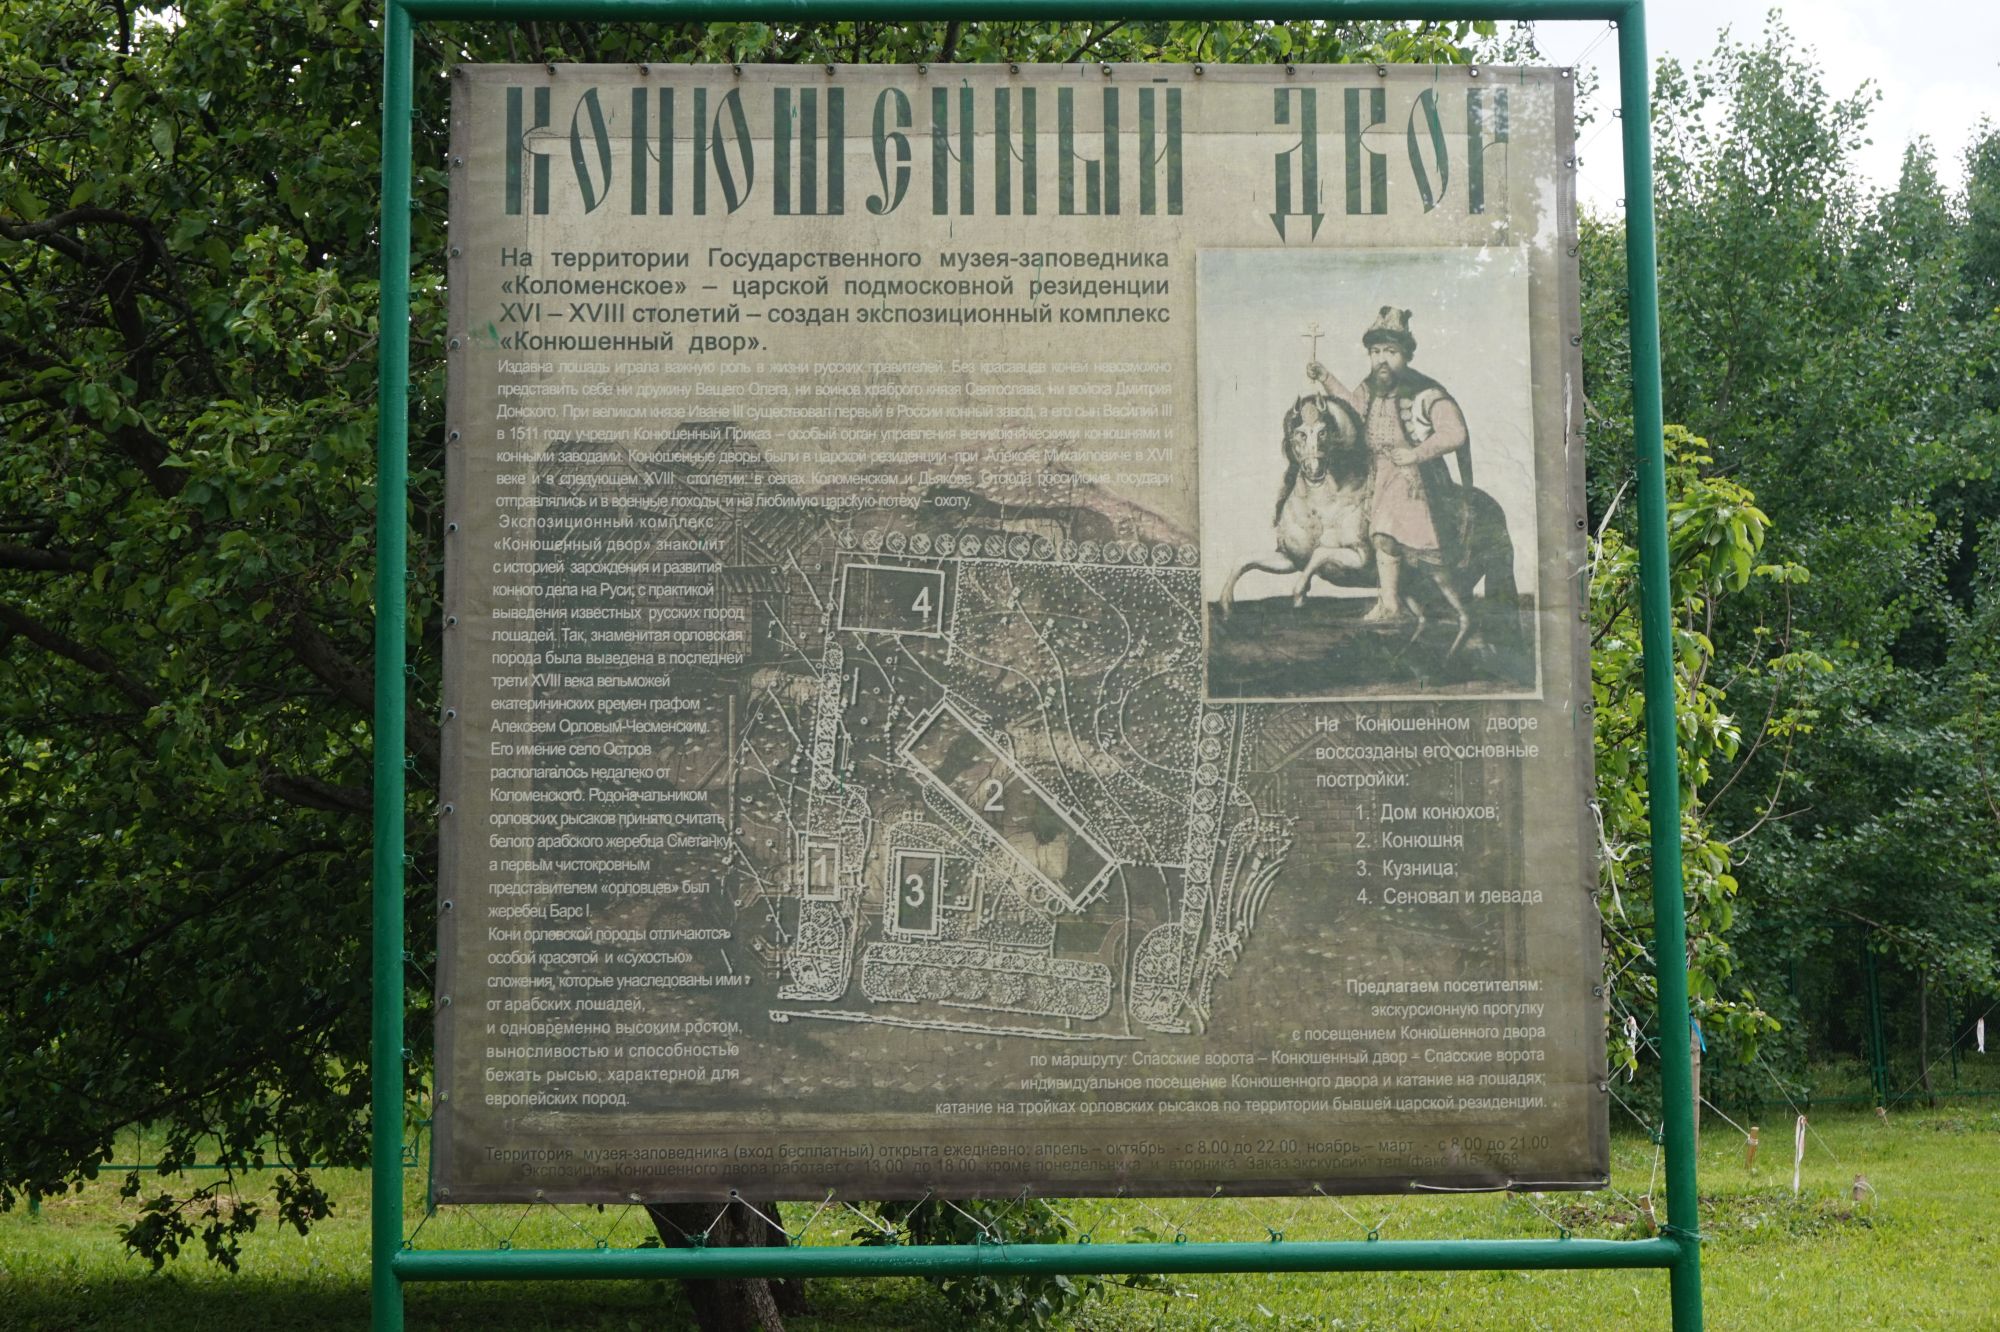 КОНЮШЕННЫЙ ДВОР
На территории Государственного музея-заповедника
«Коломенское» – царской подмосковной резиденции
XVI – XVIII столетий – создан экспозиционный комплекс
«Конюшенный двор».
Издавна лошадь играла важную роль в жизни русских правителей. Без красавцев коней невозможно
представить себе ни дружину Вещего Олега, ни воинов храброго князя Святослава, ни войска Дмитрия
Донского. При великом князе Иване III существовал первый в России конный завод, а его сын Василий III
в 1511 году учредил Конюшенный Приказ – особый орган управления великокняжескими конюшнями и
конными заводами. Конюшенные дворы были в царской резиденции при Алексее Михайловиче в XVII
веке и в следующем XVIII столетии: в селах Коломенском и Дьякове. Отсюда российские государи
отправлялись и в военные походы, и на любимую царскую потеху – охоту.
Экспозиционный комплекс
«Конюшенный двор» знакомит
с историей зарождения и развития
конного дела на Руси, с практикой
выведения известных русских пород
лошадей. Так, знаменитая орловская
порода была выведена в последней
трети XVIII века вельможей
екатерининских времен графом
Алексеем Орловым-Чесменским.
Его имение село Остров
располагалось недалеко от
Коломенского. Родоначальником
орловских рысаков принято считать
белого арабского жеребца Сметанку,
а первым чистокровным
представителем «орловцев» был
жеребец Барс I.
Кони орловской породы отличаются
особой красотой и «сухостью»
сложения, которые унаследованы ими
от арабских лошадей,
и одновременно высоким ростом,
выносливостью и способностью
бежать рысью, характерной для
европейских пород.
4
2
1
3
На Конюшенном дворе
воссозданы его основные
постройки:
1. Дом конюхов;
2. Конюшня
3. Кузница;
4. Сеновал и левада
Предлагаем посетителям:
экскурсионную прогулку
с посещением Конюшенного двора
по маршруту: Спасские ворота – Конюшенный двор – Спасские ворота
индивидуальное посещение Конюшенного двора и катание на лошадях;
катание на тройках орловских рысаков по территории бывшей царской резиденции.
Территория музея-заповедника (вход бесплатный) открыта ежедневно: апрель – октябрь - с 8.00 до 22.00, ноябрь – март - с 8.00 до 21.00
Экспозиция Конюшенного двора работает с 13.00 до 18.00, кроме понедельника и вторника. Заказ экскурсий: тел./факс 115-2768